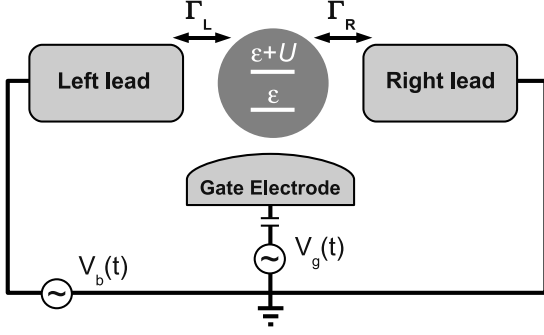 Γ_L
Γ_R
Left lead
ε+U
ε
Right lead
Gate Electrode
V_g(t)
V_b(t)